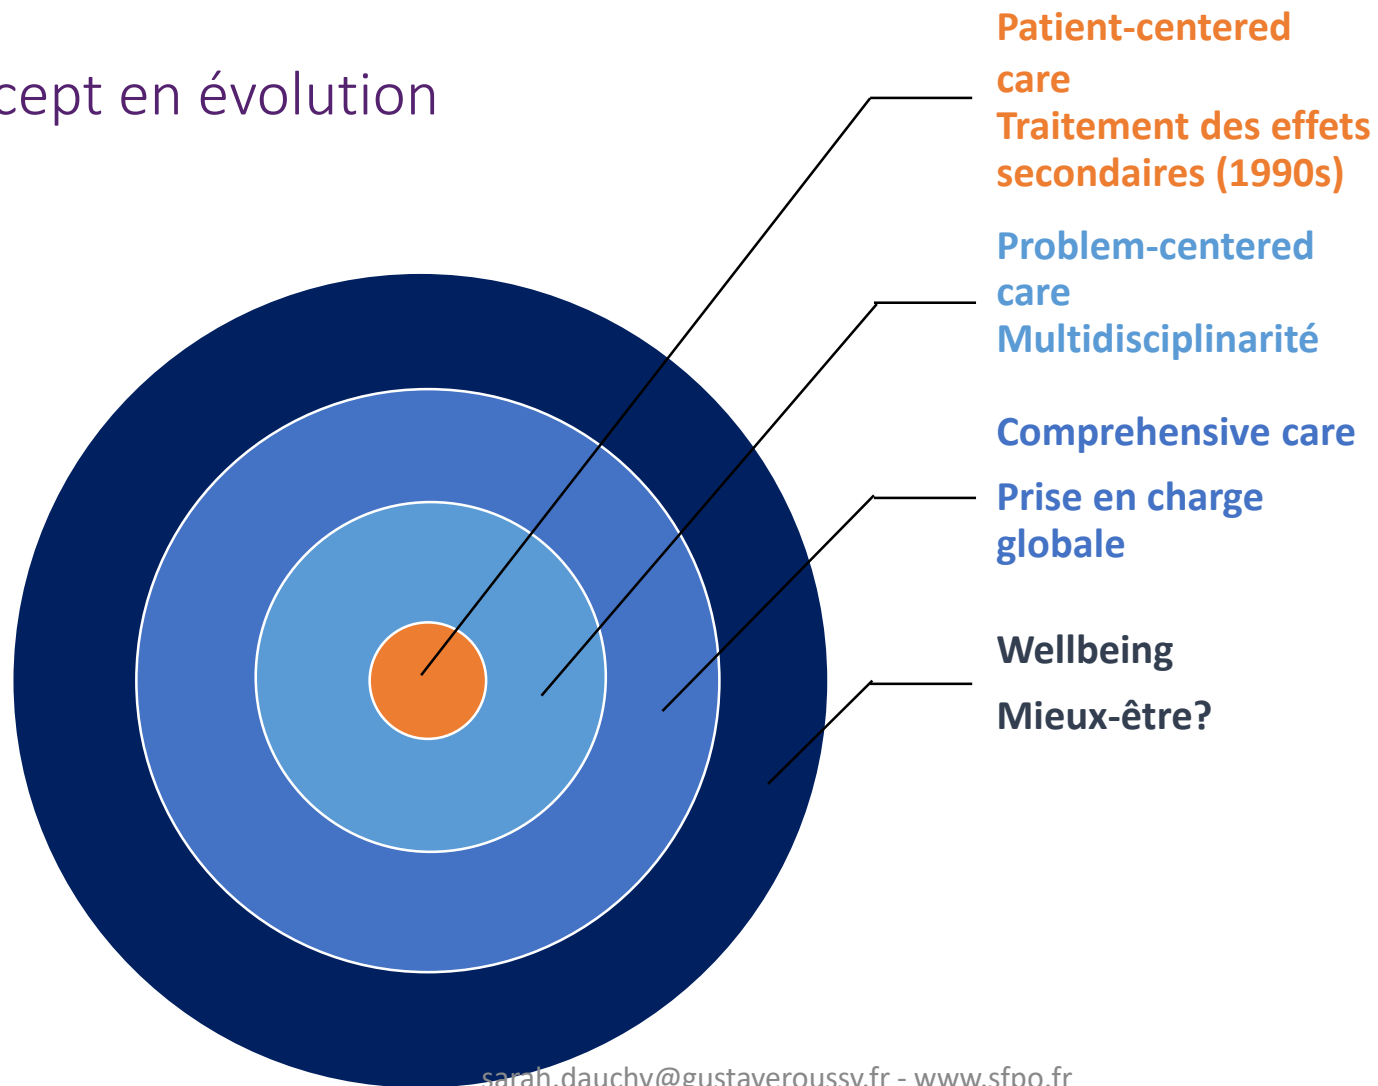 cept en évolution
Patient-centered
care
Traitement des effets
secondaires (1990s)
Problem-centered
care
Multidisciplinarité
Comprehensive care
Prise en charge
globale
Wellbeing
Mieux-être?
sarah.dauchy@gustaveroussy.fr - www.sfpo.fr